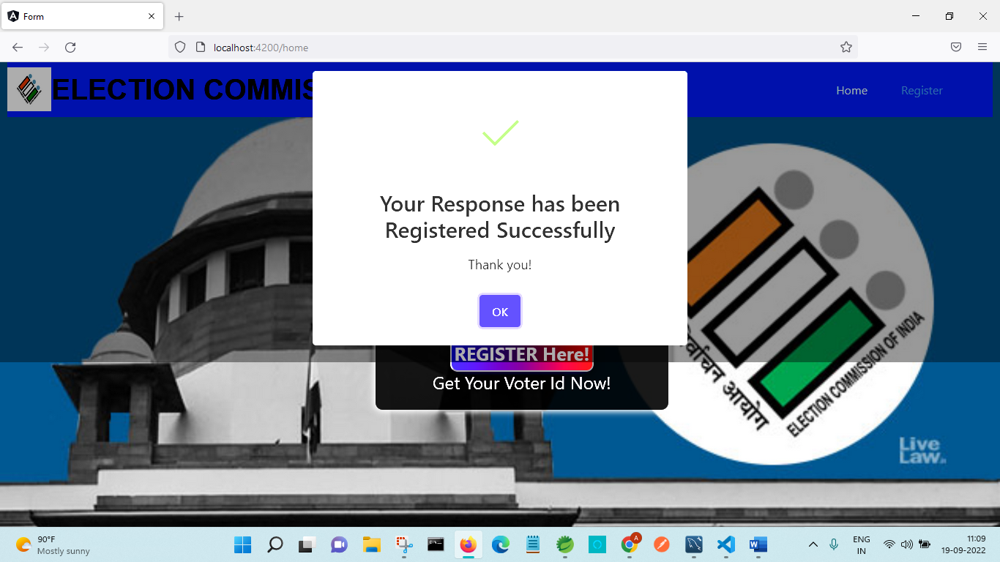 Form
localhost:4200/home
ELECTION COMMIS
Home
Register
Your Response has been
Registered Successfully
Thank you!
OK
REGISTER Here!
Get Your Voter Id Now!
ELECTION COMMISSION OF INDIA
आयोग
Live
Law.in
90°F
Mostly sunny
A
ENG
IN
11:09
19-09-2022